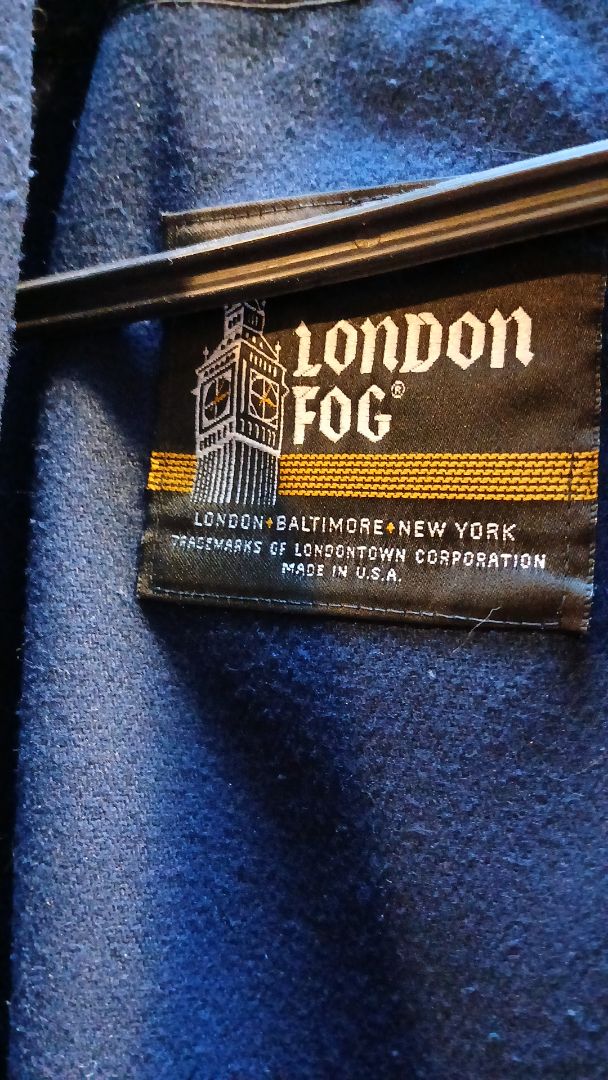 LONDON
FOG®
LONDON♦BALTIMORE♦NEW YORK
TRADEMARKS OF LONDONTOWN CORPORATION
MADE IN U.S.A.